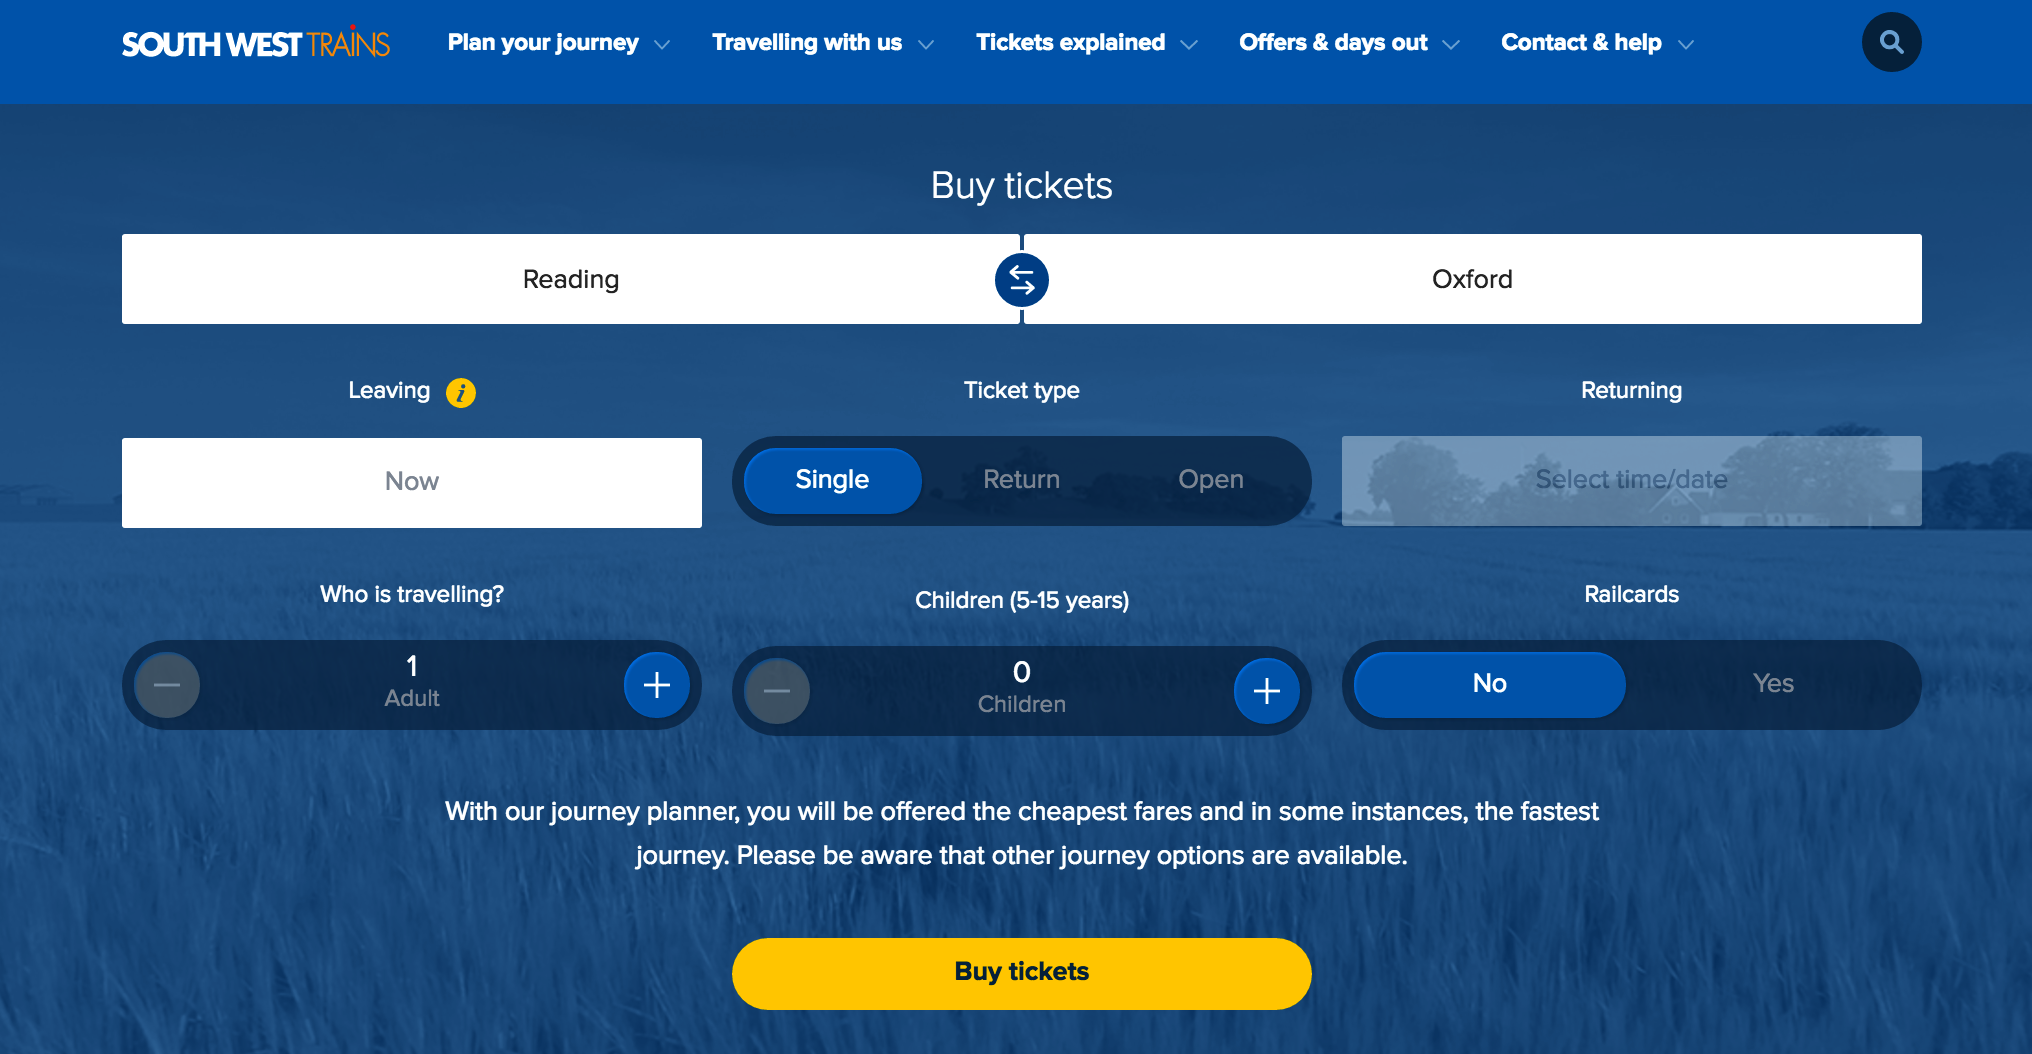 SOUTH WEST TRAINS
Plan your journey
Travelling with us
Tickets explained
Offers & days out
Contact & help
Buy tickets
Reading
Oxford
Leaving i
Ticket type
Returning
Now
Single
Return
Open
Select time/date
Who is travelling?
Children (5-15 years)
Railcards
1
Adult
0
Children
No
Yes
With our journey planner, you will be offered the cheapest fares and in some instances, the fastest
journey. Please be aware that other journey options are available.
Buy tickets